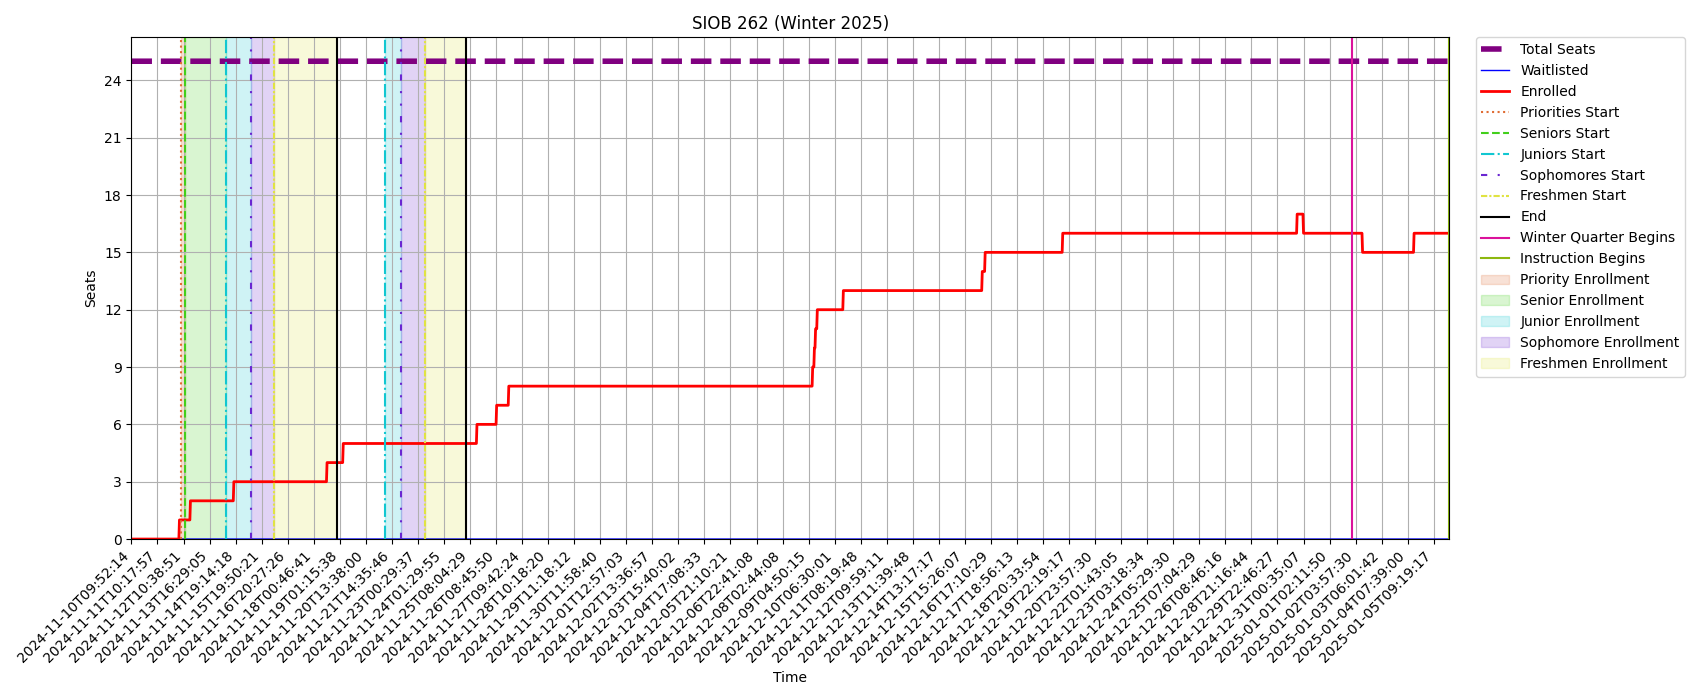 SIOB 262 (Winter 2025)
Seats
24
21
18
15
12
9
6
3
0
2024-11-10T09:52:14
2024-11-11T10:17:57
2024-11-12T10:38:51
2024-11-13T16:29:05
2024-11-14T19:14:18
2024-11-15T19:50:21
2024-11-16T20:27:26
2024-11-18T00:46:41
2024-11-19T01:15:38
2024-11-20T13:38:00
2024-11-21T14:35:46
2024-11-23T00:29:37
2024-11-24T01:29:55
2024-11-25T08:04:29
2024-11-26T08:45:50
2024-11-27T09:42:24
2024-11-28T10:18:20
2024-11-29T11:18:12
2024-11-30T11:58:40
2024-12-01T12:57:03
2024-12-02T13:36:57
2024-12-03T15:40:02
2024-12-04T17:08:33
2024-12-05T21:10:21
2024-12-06T22:41:08
2024-12-08T02:44:08
2024-12-09T04:50:15
2024-12-10T06:30:01
2024-12-11T08:19:48
2024-12-12T09:59:11
2024-12-13T11:39:48
2024-12-14T13:17:17
2024-12-15T15:26:07
2024-12-16T17:10:29
2024-12-17T18:56:13
2024-12-18T20:33:54
2024-12-19T22:19:17
2024-12-20T23:57:30
2024-12-22T01:43:05
2024-12-23T03:18:34
2024-12-24T05:29:30
2024-12-25T07:04:29
2024-12-26T08:46:16
2024-12-28T21:16:44
2024-12-29T22:46:27
2024-12-31T00:35:07
2025-01-01T02:11:50
2025-01-02T03:57:30
2025-01-03T06:01:42
2025-01-04T07:39:00
2025-01-05T09:19:17
Time
Total Seats
Waitlisted
Enrolled
Priorities Start
Seniors Start
Juniors Start
Sophomores Start
Freshmen Start
End
Winter Quarter Begins
Instruction Begins
Priority Enrollment
Senior Enrollment
Junior Enrollment
Sophomore Enrollment
Freshmen Enrollment